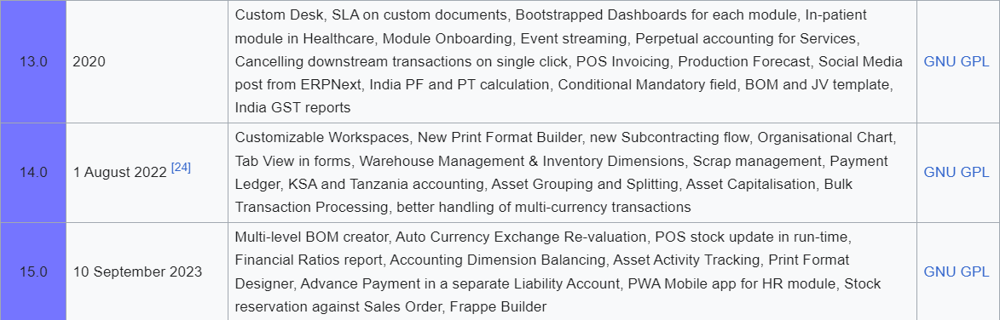 Custom Desk, SLA on custom documents, Bootstrapped Dashboards for each module, In-patient
module in Healthcare, Module Onboarding, Event streaming, Perpetual accounting for Services,
13.0 2020 Cancelling downstream transactions on single click, POS Invoicing, Production Forecast, Social Media GNU GPL
post from ERPNext, India PF and PT calculation, Conditional Mandatory field, BOM and JV template,
India GST reports
Customizable Workspaces, New Print Format Builder, new Subcontracting flow, Organisational Chart,
Tab View in forms, Warehouse Management & Inventory Dimensions, Scrap management, Payment
14.0 1 August 2022 [24] Ledger, KSA and Tanzania accounting, Asset Grouping and Splitting, Asset Capitalisation, Bulk GNU GPL
Transaction Processing, better handling of multi-currency transactions
Multi-level BOM creator, Auto Currency Exchange Re-valuation, POS stock update in run-time,
Financial Ratios report, Accounting Dimension Balancing, Asset Activity Tracking, Print Format
15.0 10 September 2023 Designer, Advance Payment in a separate Liability Account, PWA Mobile app for HR module, Stock GNU GPL
reservation against Sales Order, Frappe Builder